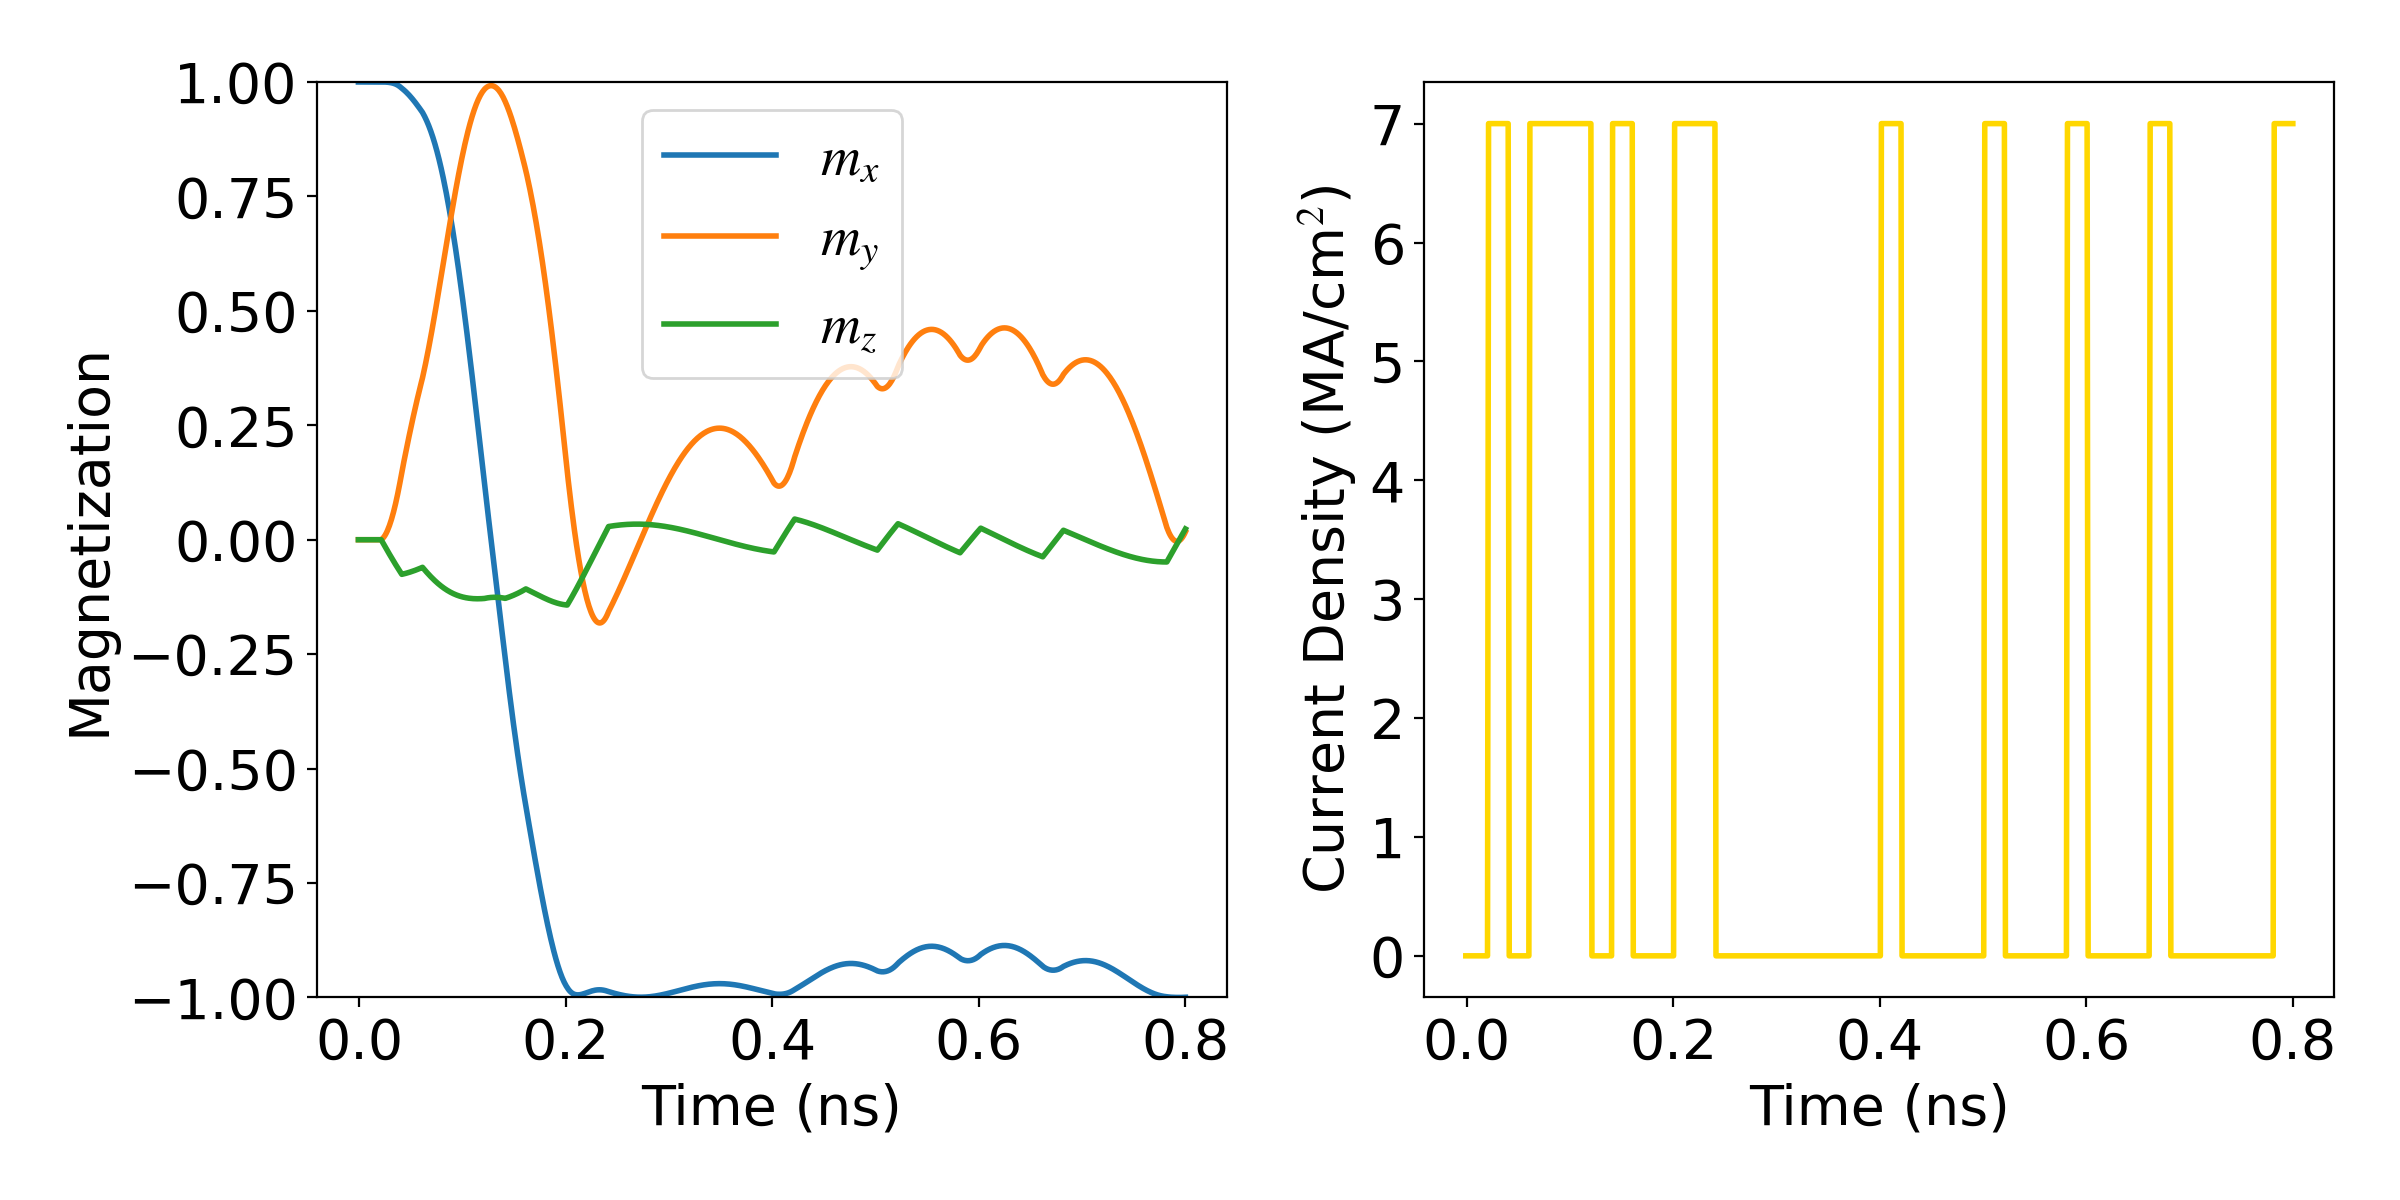 Magnetization
1.00
0.75
0.50
0.25
0.00
−0.25
−0.50
−0.75
−1.00
0.0 0.2 0.4 0.6 0.8
Time (ns)
mₓ
m_y
m_z
Current Density (MA/cm²)
7
6
5
4
3
2
1
0
0.0 0.2 0.4 0.6 0.8
Time (ns)